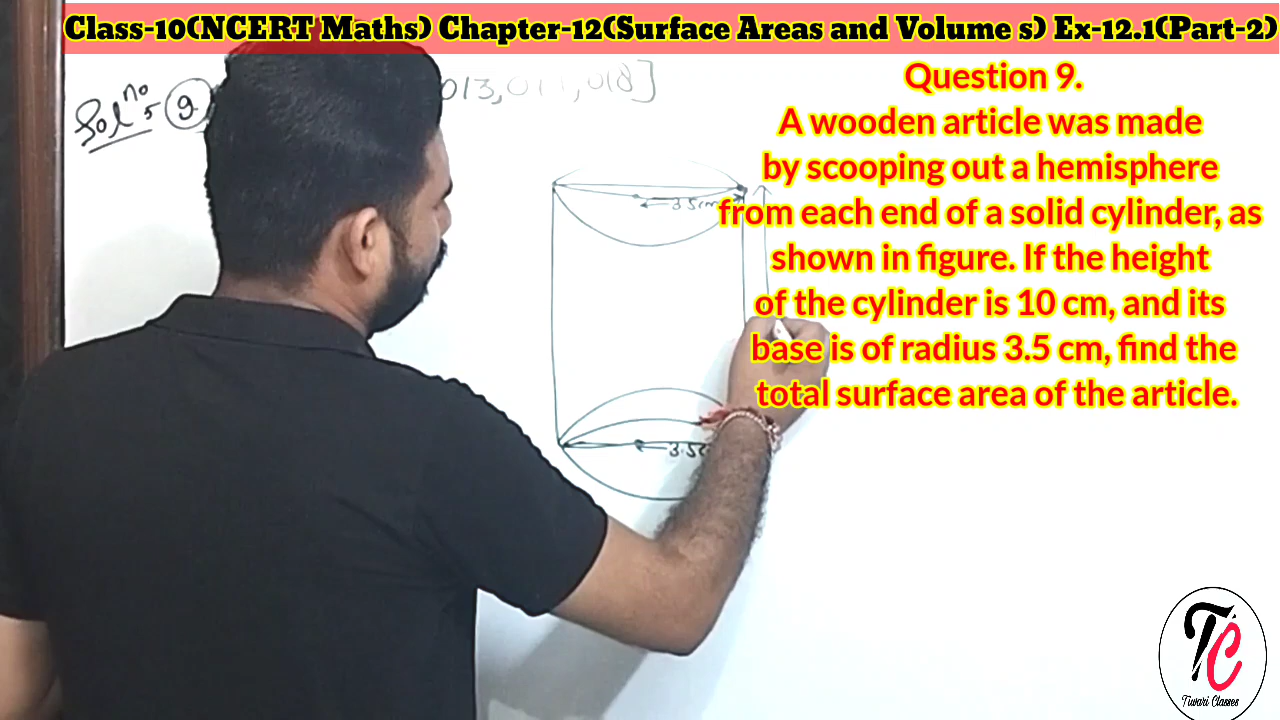 Class-10(NCERT Maths) Chapter-12(Surface Areas and Volume s) Ex-12.1(Part-2)
Question 9.
A wooden article was made
by scooping out a hemisphere
from each end of a solid cylinder, as
shown in figure. If the height
of the cylinder is 10 cm, and its
base is of radius 3.5 cm, find the
total surface area of the article.
Sol no 9
3.5cm
TC
Tiwari Classes